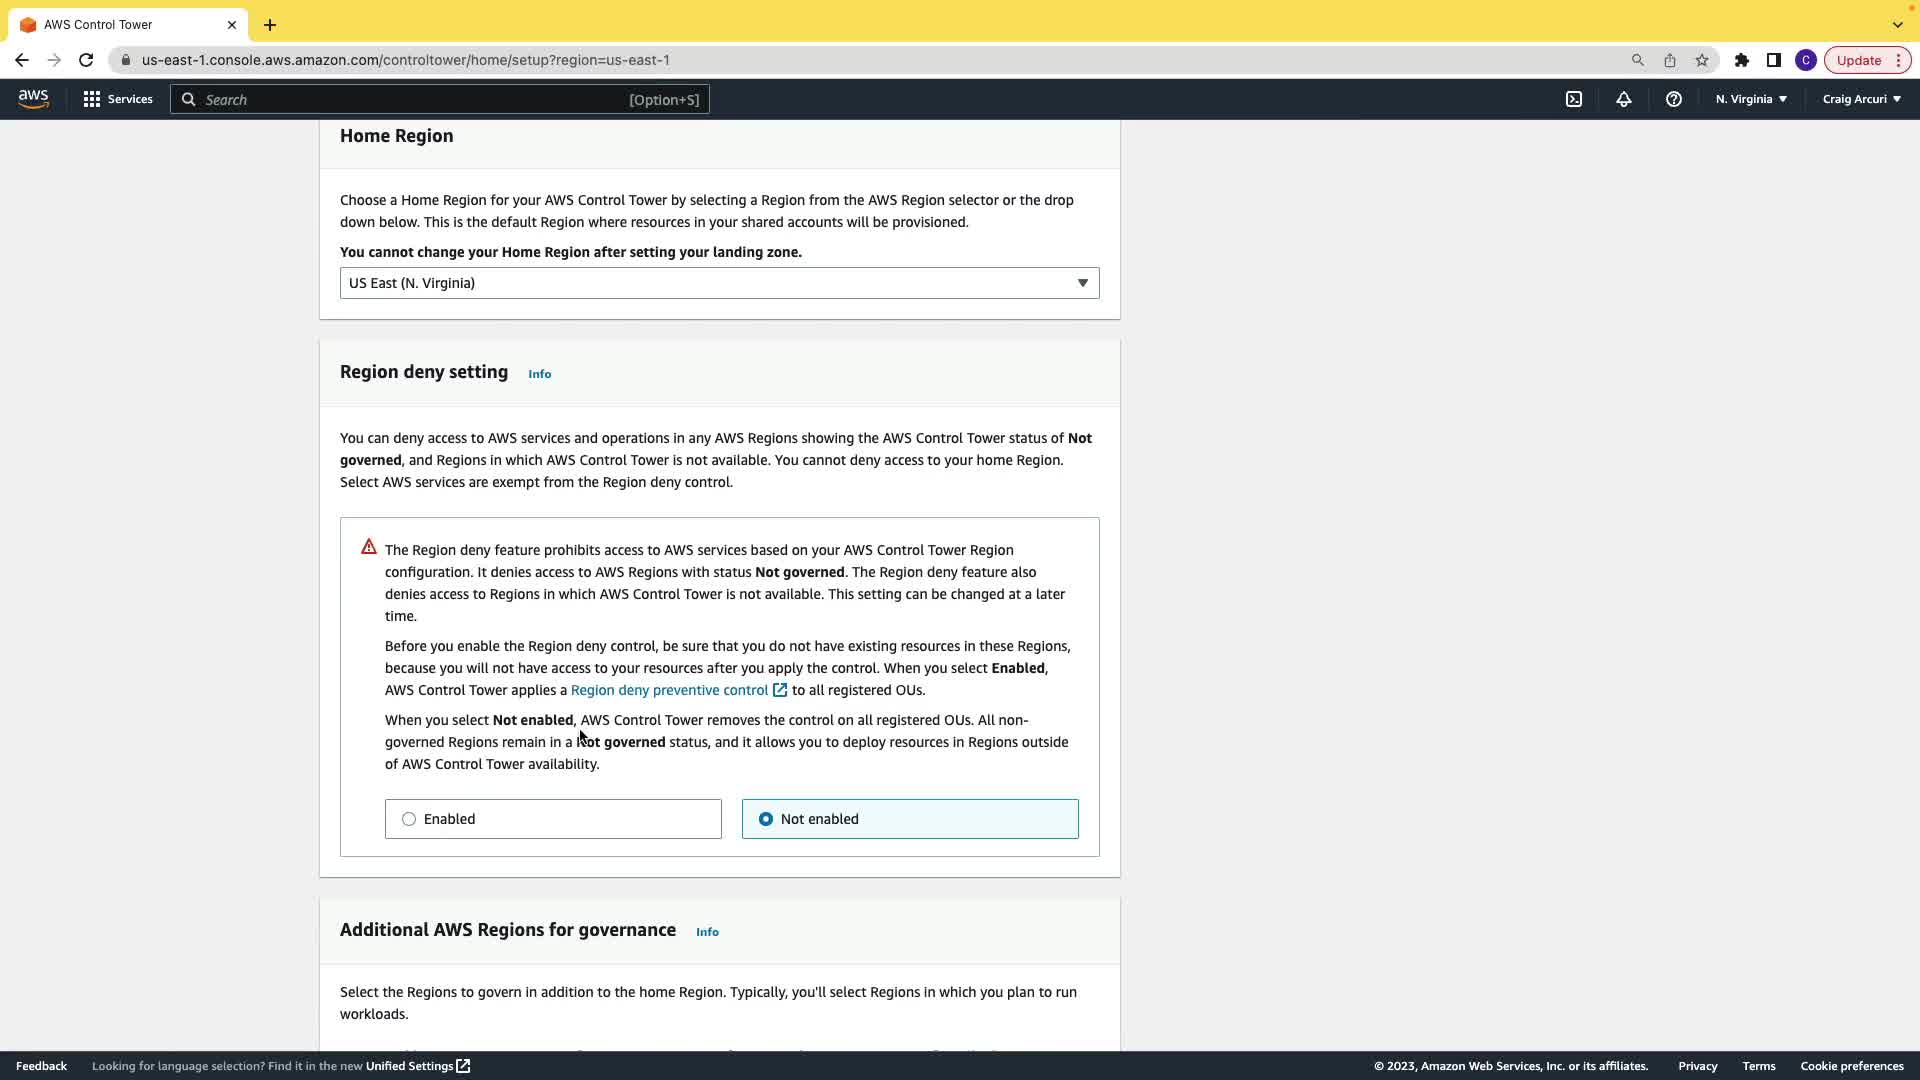 AWS Control Tower
us-east-1.console.aws.amazon.com/controltower/home/setup?region=us-east-1
C
Update
aws
Services
Search
[Option+S]
N. Virginia
Craig Arcuri
Home Region
Choose a Home Region for your AWS Control Tower by selecting a Region from the AWS Region selector or the drop
down below. This is the default Region where resources in your shared accounts will be provisioned.
You cannot change your Home Region after setting your landing zone.
US East (N. Virginia)
Region deny setting Info
You can deny access to AWS services and operations in any AWS Regions showing the AWS Control Tower status of Not
governed, and Regions in which AWS Control Tower is not available. You cannot deny access to your home Region.
Select AWS services are exempt from the Region deny control.
The Region deny feature prohibits access to AWS services based on your AWS Control Tower Region
configuration. It denies access to AWS Regions with status Not governed. The Region deny feature also
denies access to Regions in which AWS Control Tower is not available. This setting can be changed at a later
time.
Before you enable the Region deny control, be sure that you do not have existing resources in these Regions,
because you will not have access to your resources after you apply the control. When you select Enabled,
AWS Control Tower applies a Region deny preventive control to all registered OUs.
When you select Not enabled, AWS Control Tower removes the control on all registered OUs. All non-
governed Regions remain in a Not governed status, and it allows you to deploy resources in Regions outside
of AWS Control Tower availability.
Enabled
Not enabled
Additional AWS Regions for governance Info
Select the Regions to govern in addition to the home Region. Typically, you'll select Regions in which you plan to run
workloads.
Feedback
Looking for language selection? Find it in the new Unified Settings
© 2023, Amazon Web Services, Inc. or its affiliates.
Privacy
Terms
Cookie preferences